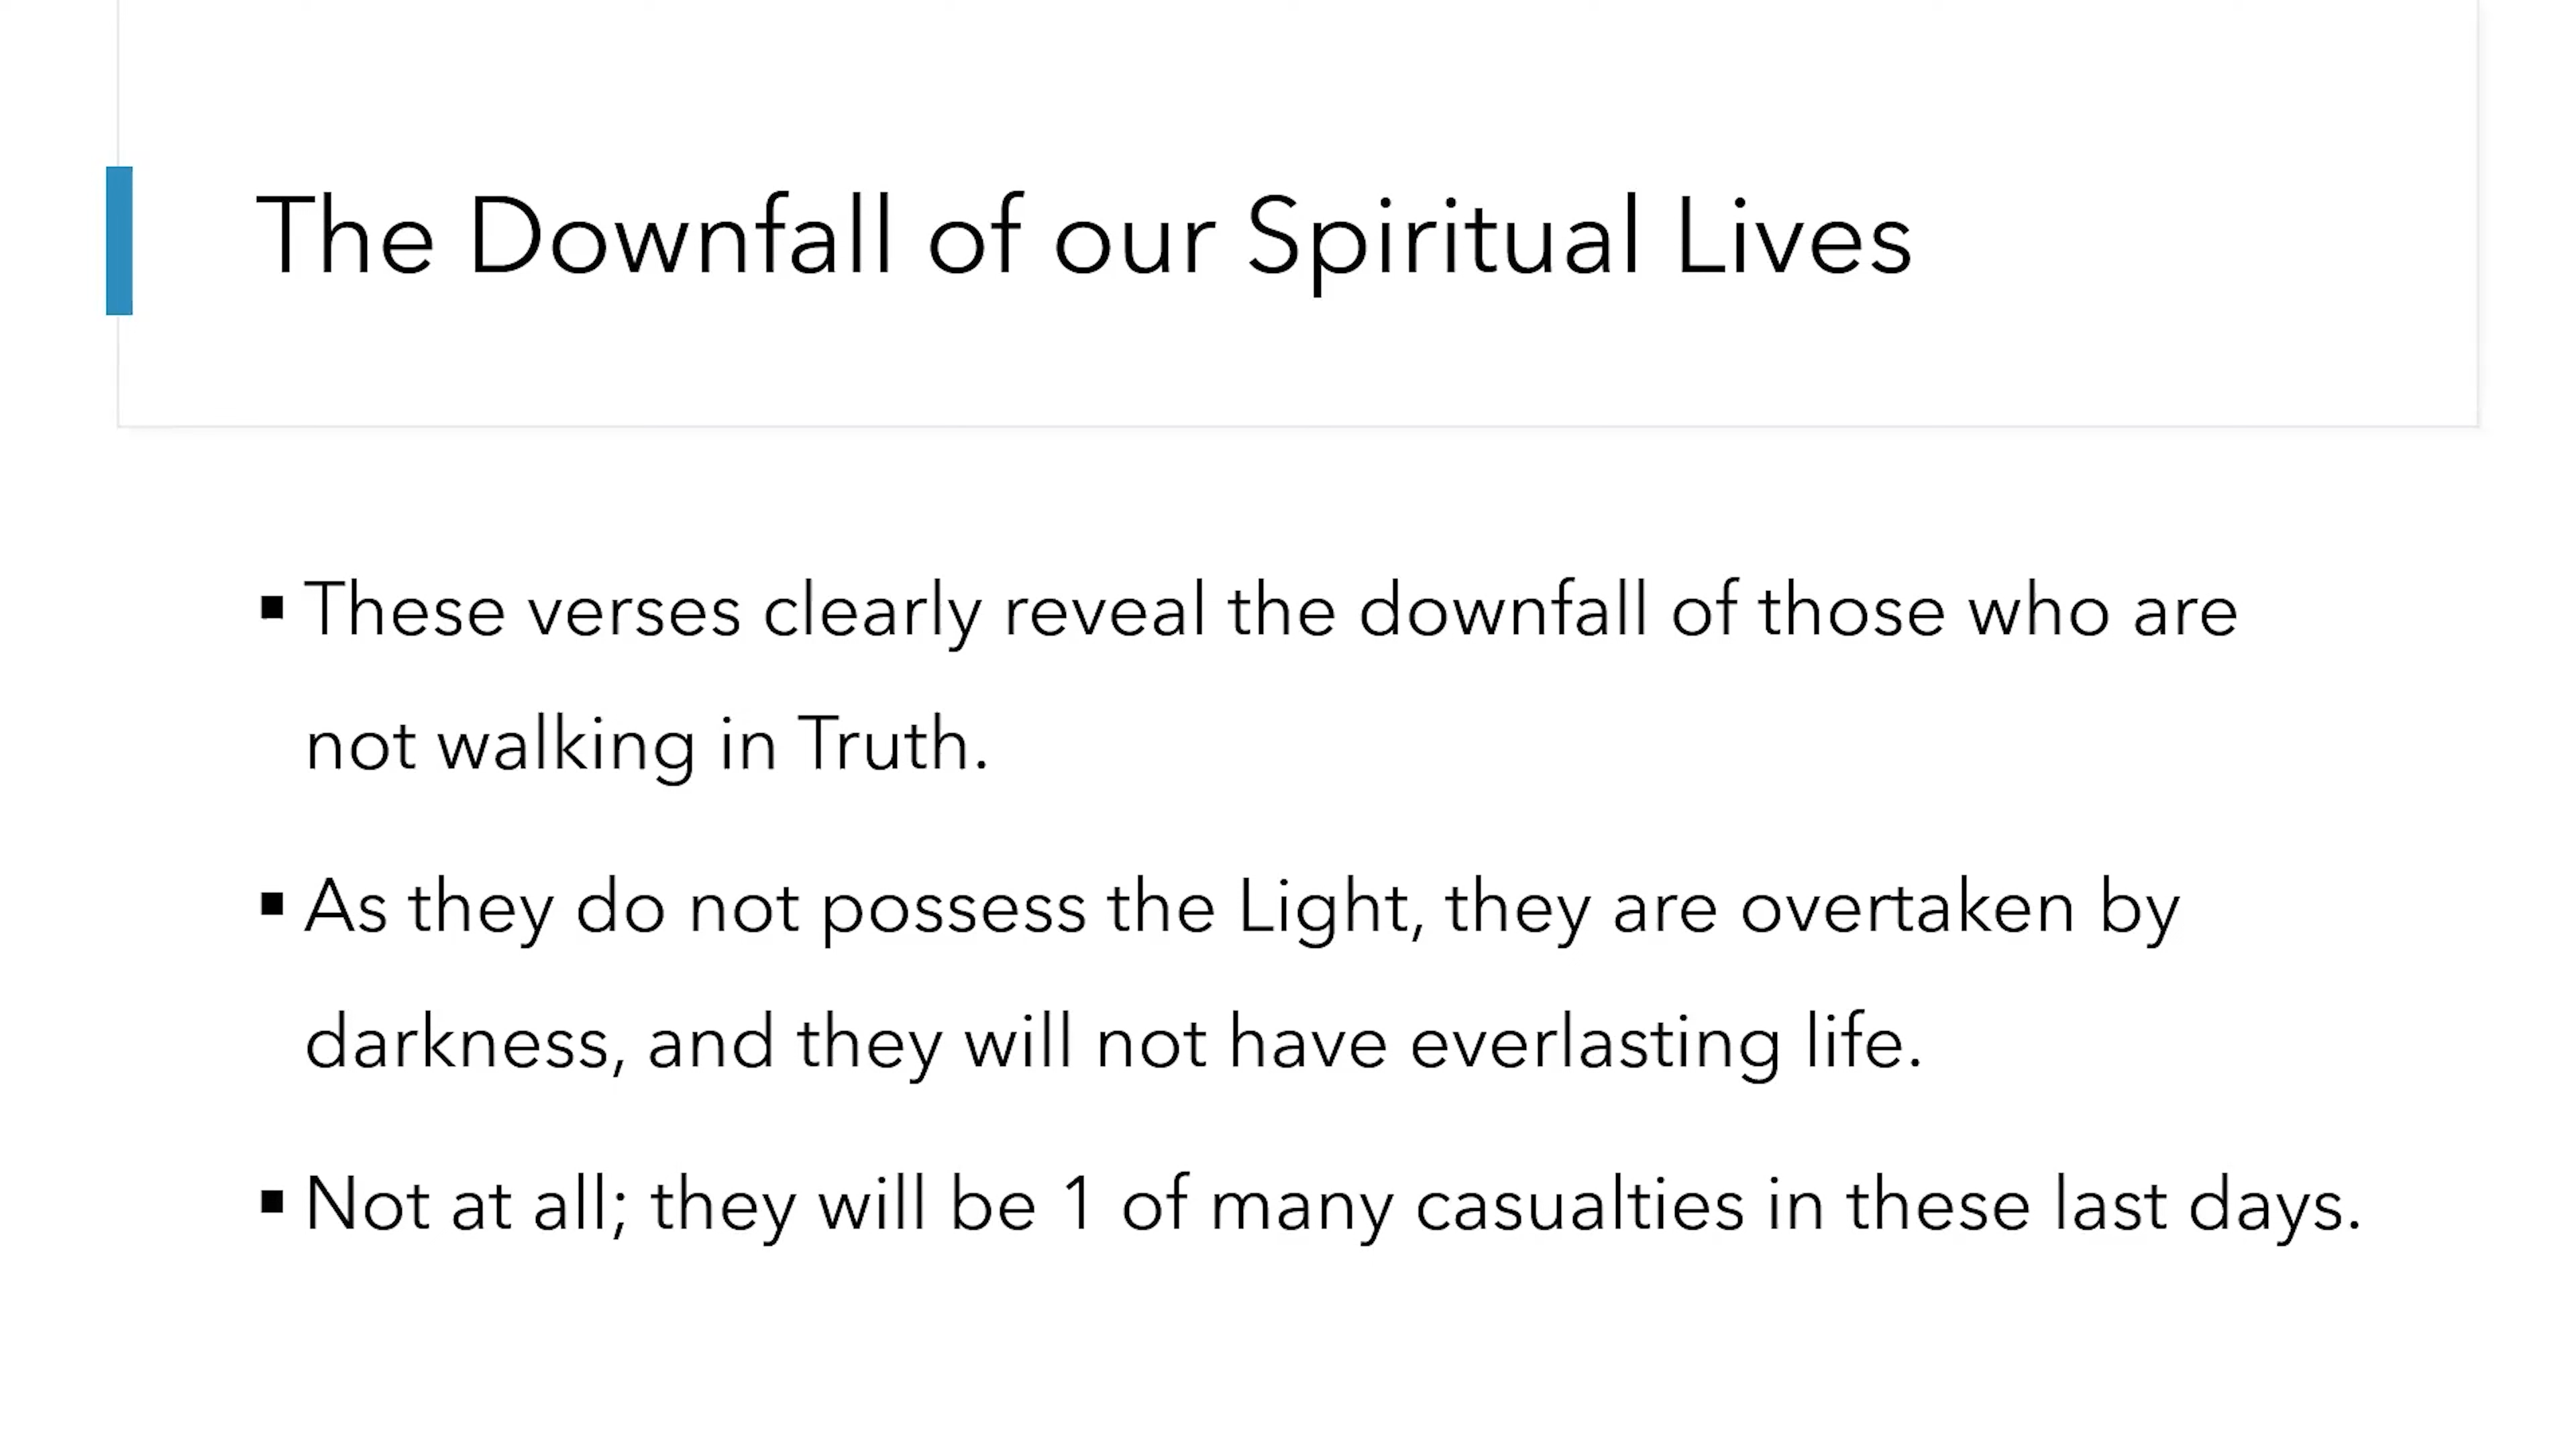 The Downfall of our Spiritual Lives
▪ These verses clearly reveal the downfall of those who are
not walking in Truth.
▪ As they do not possess the Light, they are overtaken by
darkness, and they will not have everlasting life.
▪ Not at all; they will be 1 of many casualties in these last days.